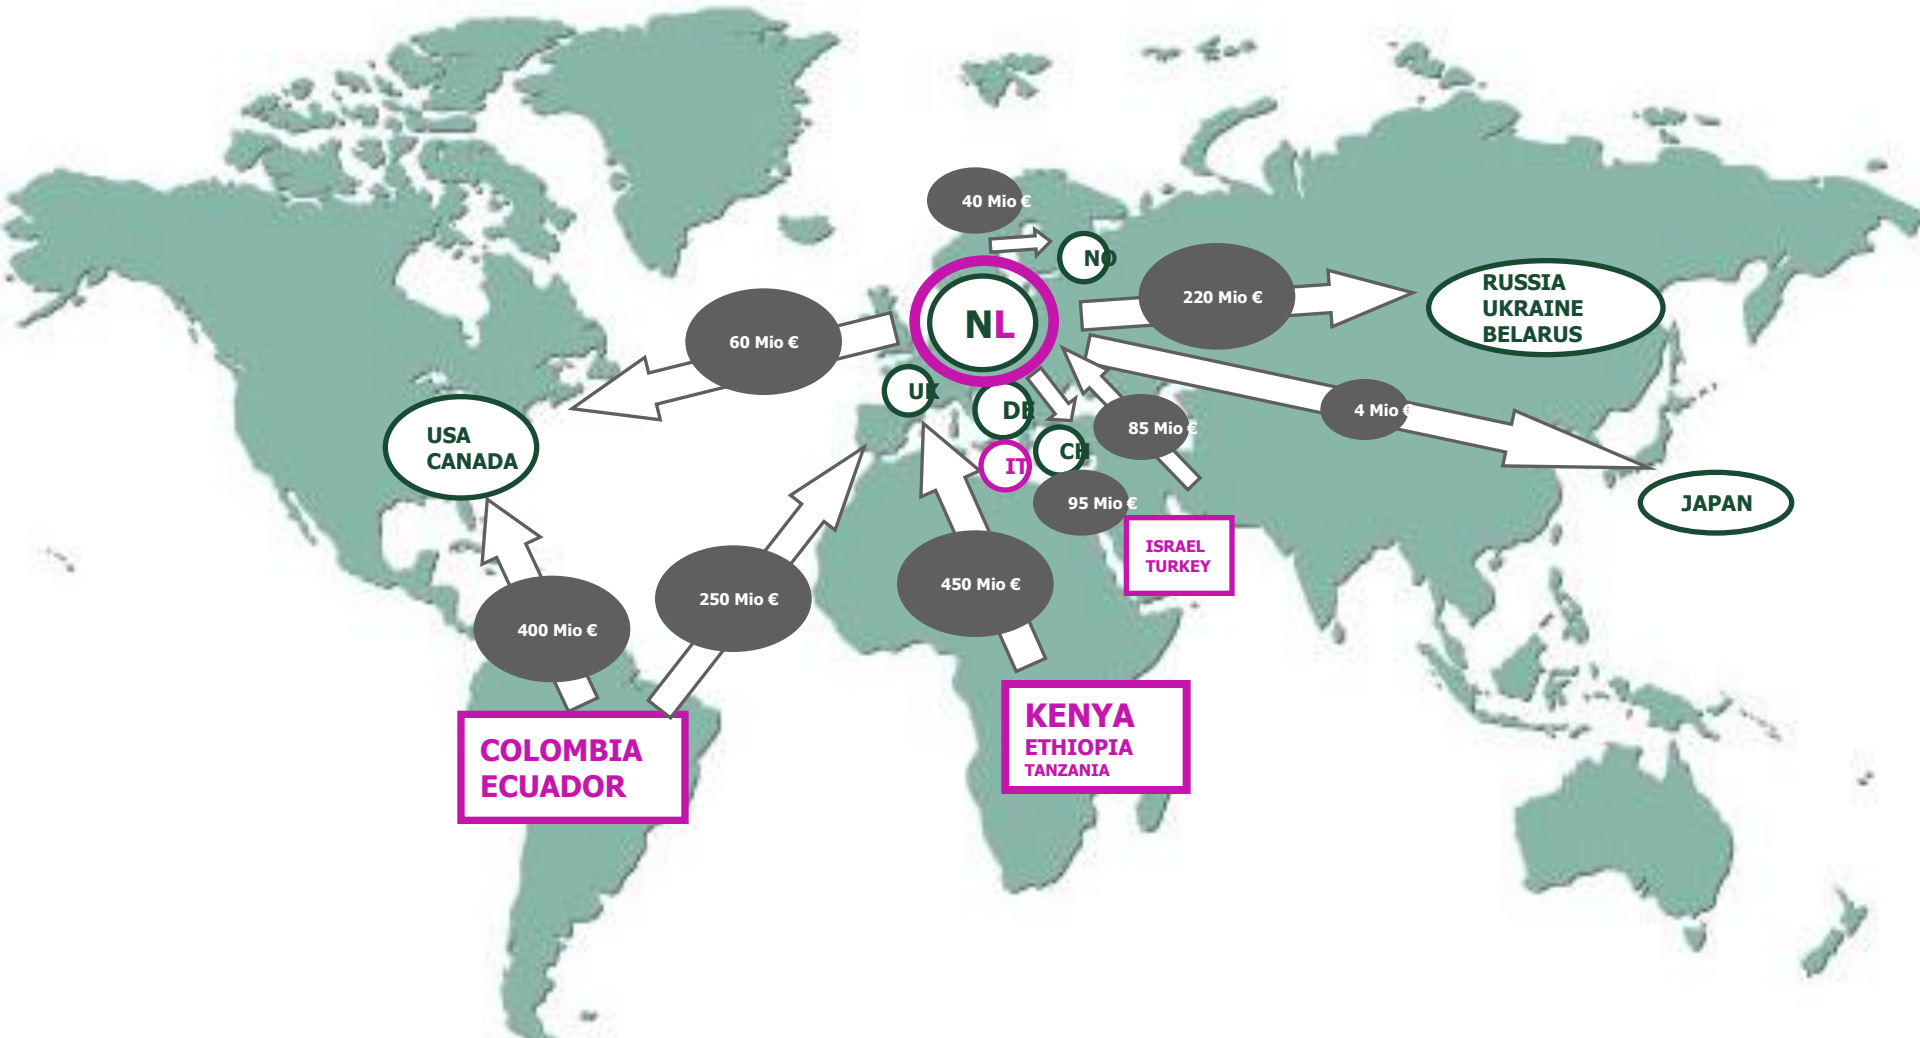 40 Mio €
NO
220 Mio €
RUSSIA
UKRAINE
BELARUS
NL
60 Mio €
UK
DE
4 Mio €
85 Mio €
USA
CANADA
CH
IT
95 Mio €
JAPAN
ISRAEL
TURKEY
450 Mio €
250 Mio €
400 Mio €
KENYA
ETHIOPIA
TANZANIA
COLOMBIA
ECUADOR